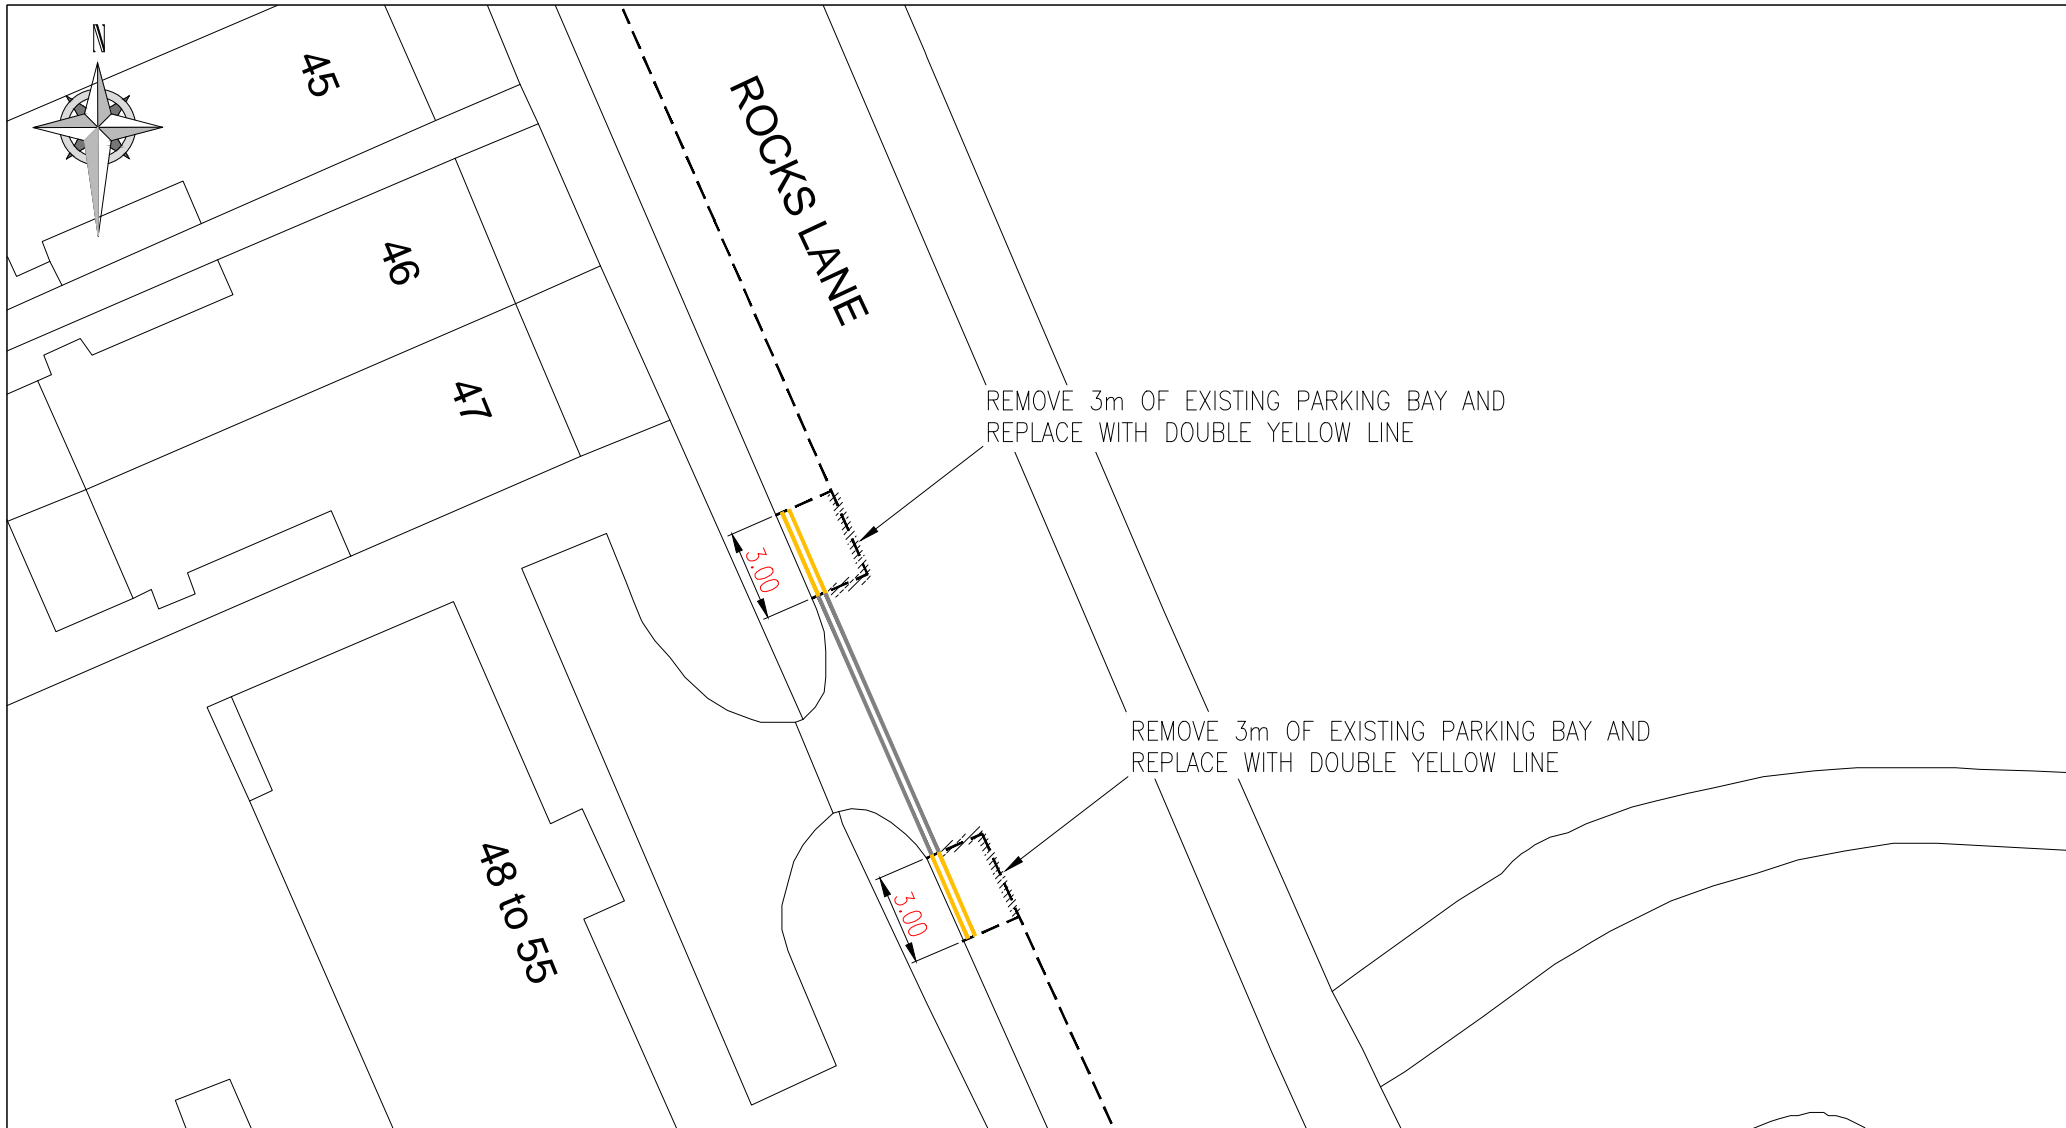 N
45
ROCKS LANE
46
47
REMOVE 3m OF EXISTING PARKING BAY AND
REPLACE WITH DOUBLE YELLOW LINE
3.00
REMOVE 3m OF EXISTING PARKING BAY AND
REPLACE WITH DOUBLE YELLOW LINE
48 to 55
3.00